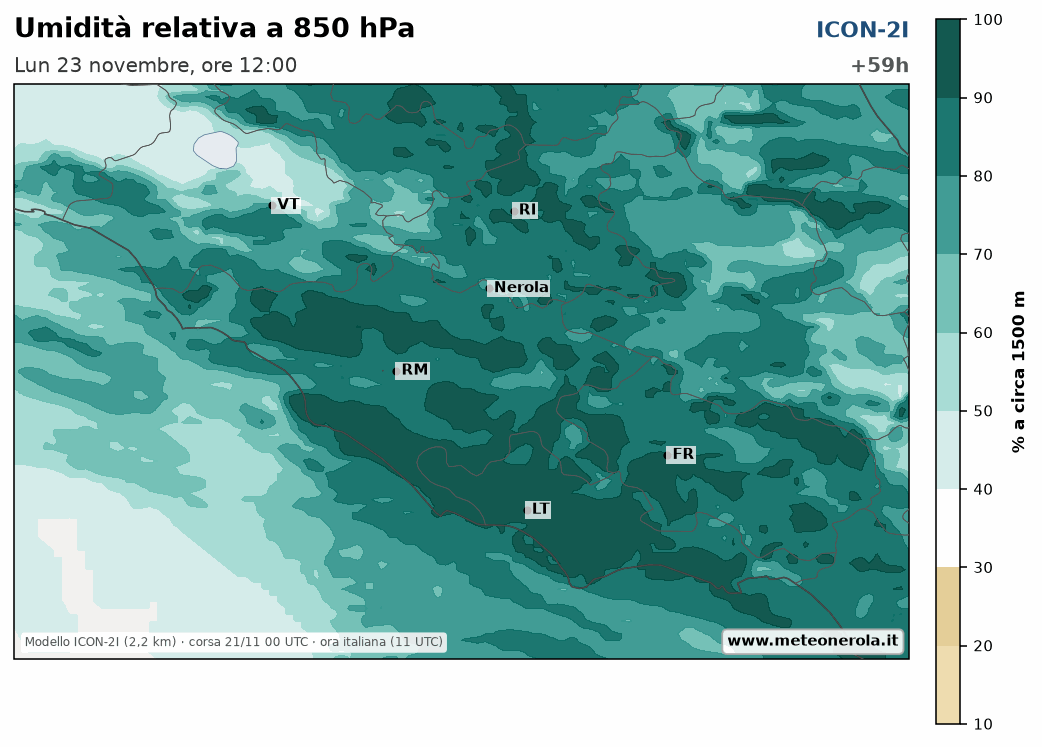 Umidità relativa a 850 hPa
ICON-2I
Lun 23 novembre, ore 12:00
+59h
100
90
80
70
60
50
40
30
20
10
% a circa 1500 m
VT
RI
Nerola
RM
FR
LT
Modello ICON-2I (2,2 km) · corsa 21/11 00 UTC · ora italiana (11 UTC)
www.meteonerola.it